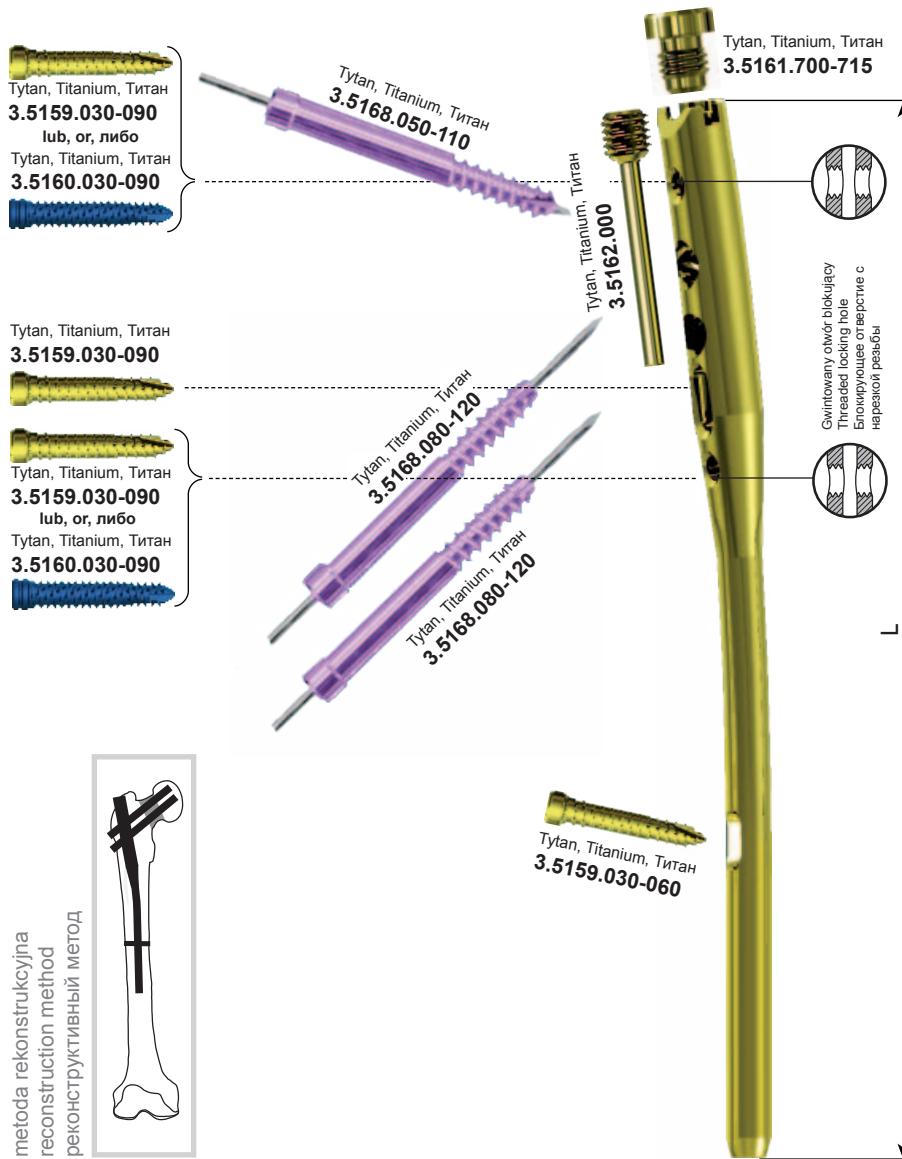 Tytan, Titanium, Титан
3.5159.030-090
lub, or, либо
Tytan, Titanium, Титан
3.5160.030-090
Tytan, Titanium, Титан
3.5168.050-110
Tytan, Titanium, Титан
3.5161.700-715
Tytan, Titanium, Титан
3.5162.000
Tytan, Titanium, Титан
3.5159.030-090
Tytan, Titanium, Титан
3.5159.030-090
lub, or, либо
Tytan, Titanium, Титан
3.5160.030-090
Tytan, Titanium, Титан
3.5168.080-120
Tytan, Titanium, Титан
3.5168.080-120
Gwintowany otwór blokujący
Threaded locking hole
Блокирующее отверстие с
нарезкой резьбы
L
Tytan, Titanium, Титан
3.5159.030-060
metoda rekonstrukcyjna
reconstruction method
реконструктивный метод